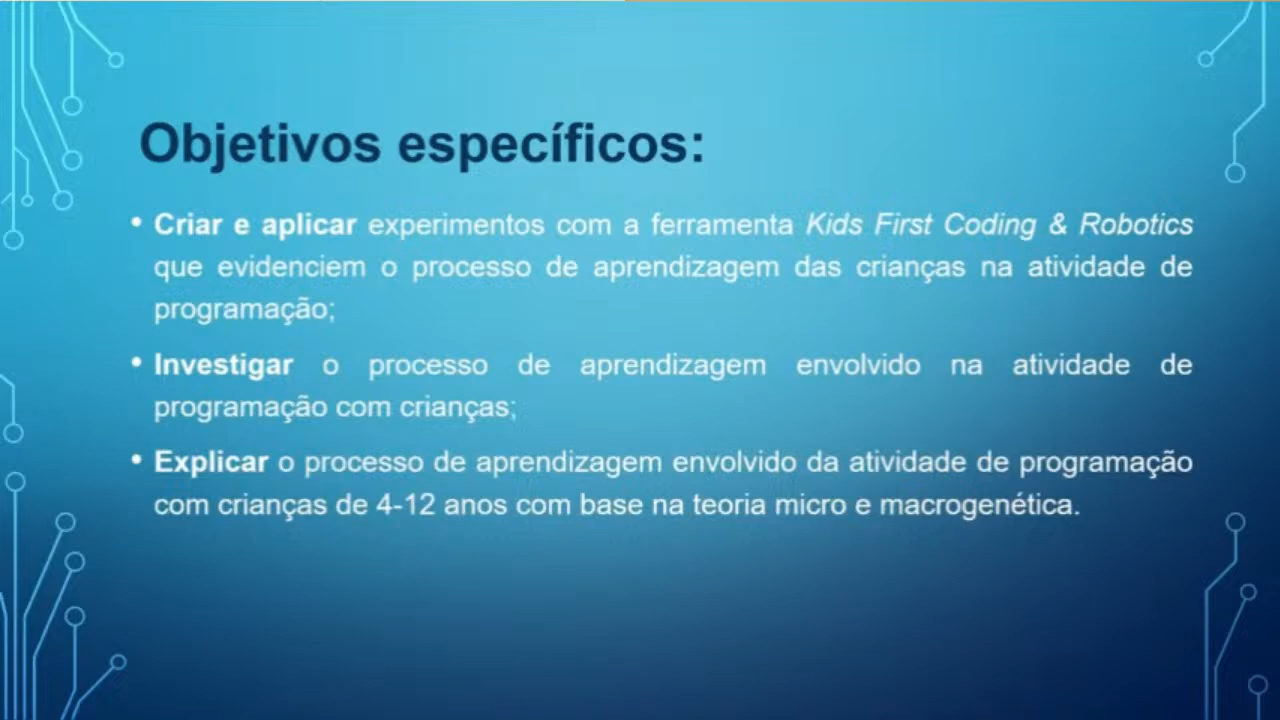 Objetivos específicos:
• Criar e aplicar experimentos com a ferramenta Kids First Coding & Robotics
que evidenciem o processo de aprendizagem das crianças na atividade de
programação;
• Investigar o processo de aprendizagem envolvido na atividade de
programação com crianças;
• Explicar o processo de aprendizagem envolvido da atividade de programação
com crianças de 4-12 anos com base na teoria micro e macrogenética.